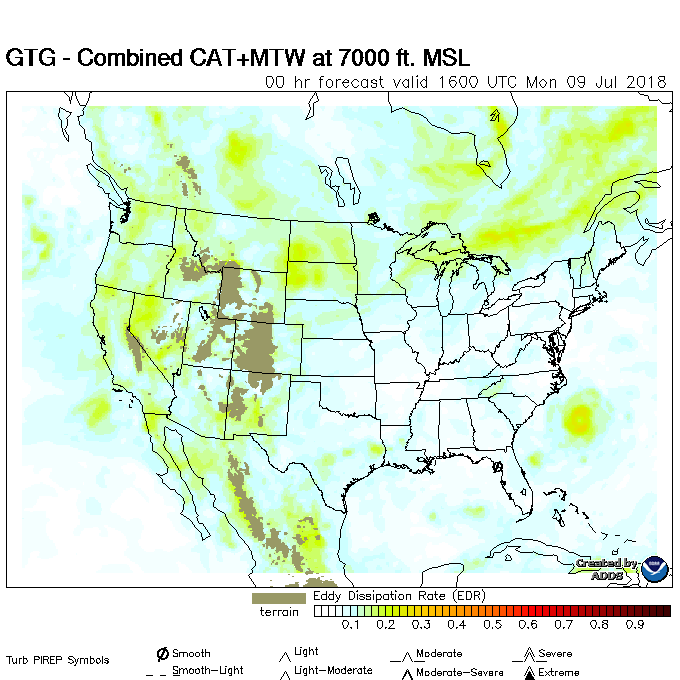 GTG - Combined CAT+MTW at 7000 ft. MSL
00 hr forecast valid 1600 UTC Mon 09 Jul 2018
Created by
ADDS
terrain
Eddy Dissipation Rate (EDR)
0.1 0.2 0.3 0.4 0.5 0.6 0.7 0.8 0.9
Turb PIREP Symbols
Smooth Light Moderate Severe
Smooth-Light Light-Moderate Moderate-Severe Extreme